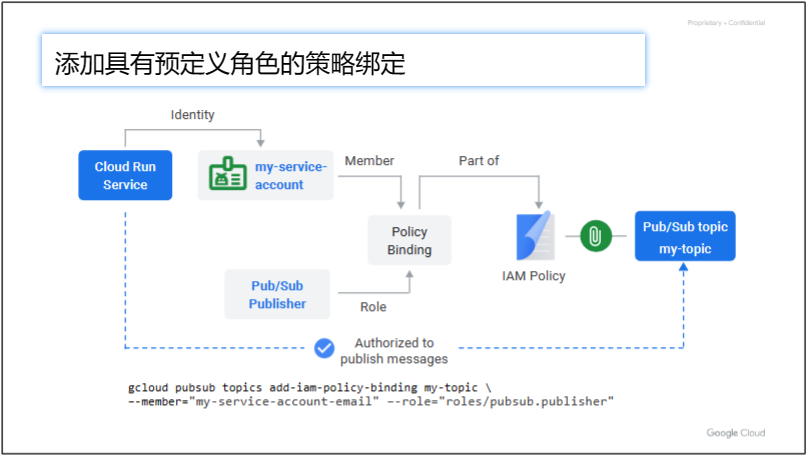 Proprietary + Confidential
添加具有预定义角色的策略绑定
Identity
Cloud Run
Service
my-service-
account
Member
Part of
Policy
Binding
Pub/Sub
Publisher
Role
IAM Policy
Pub/Sub topic
my-topic
Authorized to
publish messages
gcloud pubsub topics add-iam-policy-binding my-topic \
--member="my-service-account-email" --role="roles/pubsub.publisher"
Google Cloud